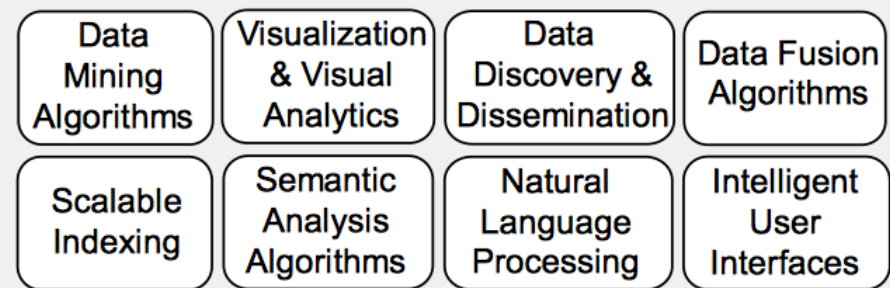 Data
Mining
Algorithms
Visualization
& Visual
Analytics
Data
Discovery &
Dissemination
Data Fusion
Algorithms
Scalable
Indexing
Semantic
Analysis
Algorithms
Natural
Language
Processing
Intelligent
User
Interfaces